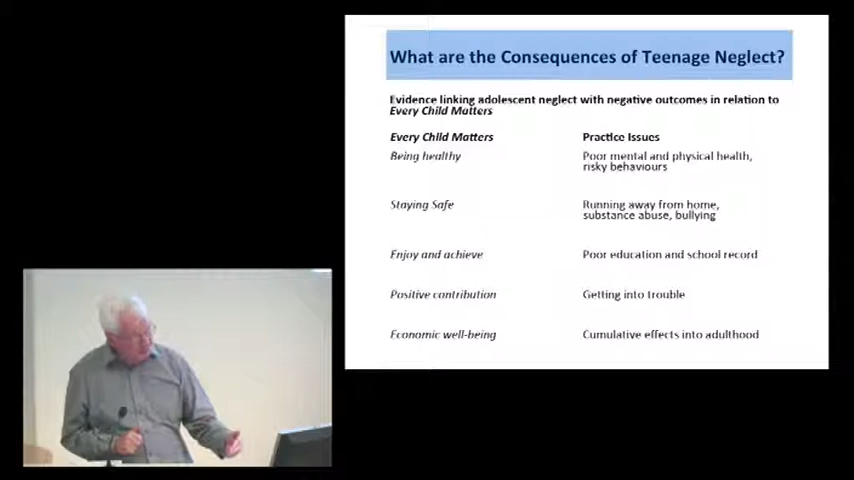 What are the Consequences of Teenage Neglect?
Evidence linking adolescent neglect with negative outcomes in relation to
Every Child Matters
Every Child Matters Practice Issues
Being healthy Poor mental and physical health,
risky behaviours
Staying Safe Running away from home,
substance abuse, bullying
Enjoy and achieve Poor education and school record
Positive contribution Getting into trouble
Economic well-being Cumulative effects into adulthood